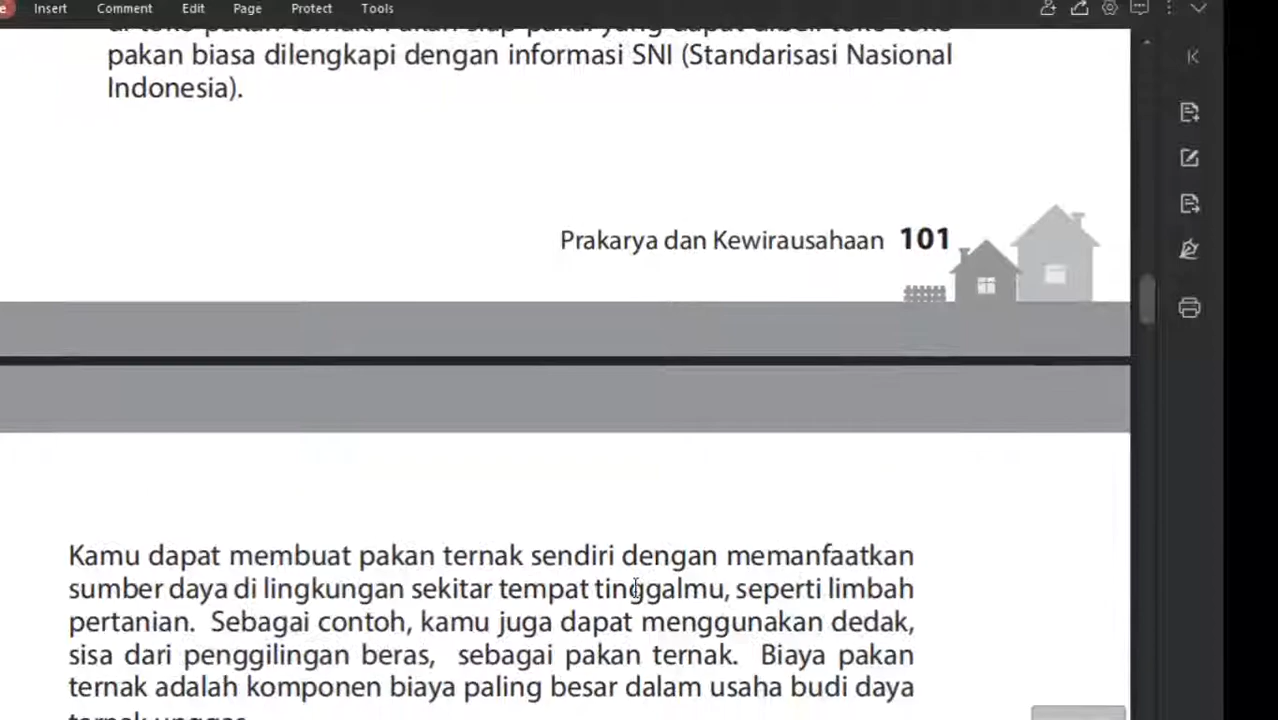 Insert Comment Edit Page Protect Tools
pakan biasa dilengkapi dengan informasi SNI (Standarisasi Nasional
Indonesia).
Prakarya dan Kewirausahaan 101
Kamu dapat membuat pakan ternak sendiri dengan memanfaatkan
sumber daya di lingkungan sekitar tempat tinggalmu, seperti limbah
pertanian. Sebagai contoh, kamu juga dapat menggunakan dedak,
sisa dari penggilingan beras, sebagai pakan ternak. Biaya pakan
ternak adalah komponen biaya paling besar dalam usaha budi daya